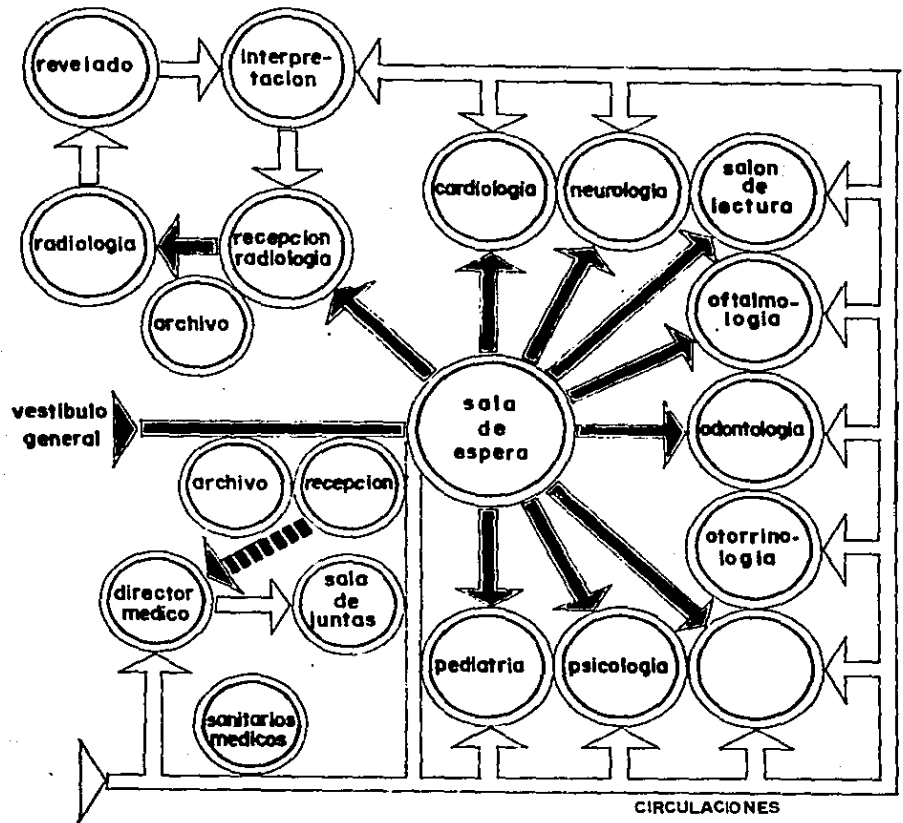 revelado
interpre-
tacion
cardiologia
neurologia
salon
de
lectura
radiologia
recepcion
radiologia
archivo
oftalmo-
logia
vestibulo
general
sala
de
espera
odontologia
archivo
recepcion
otorrino-
logia
director
medico
sala
de
juntas
pediatria
psicologia
sanitarios
medicos
CIRCULACIONES